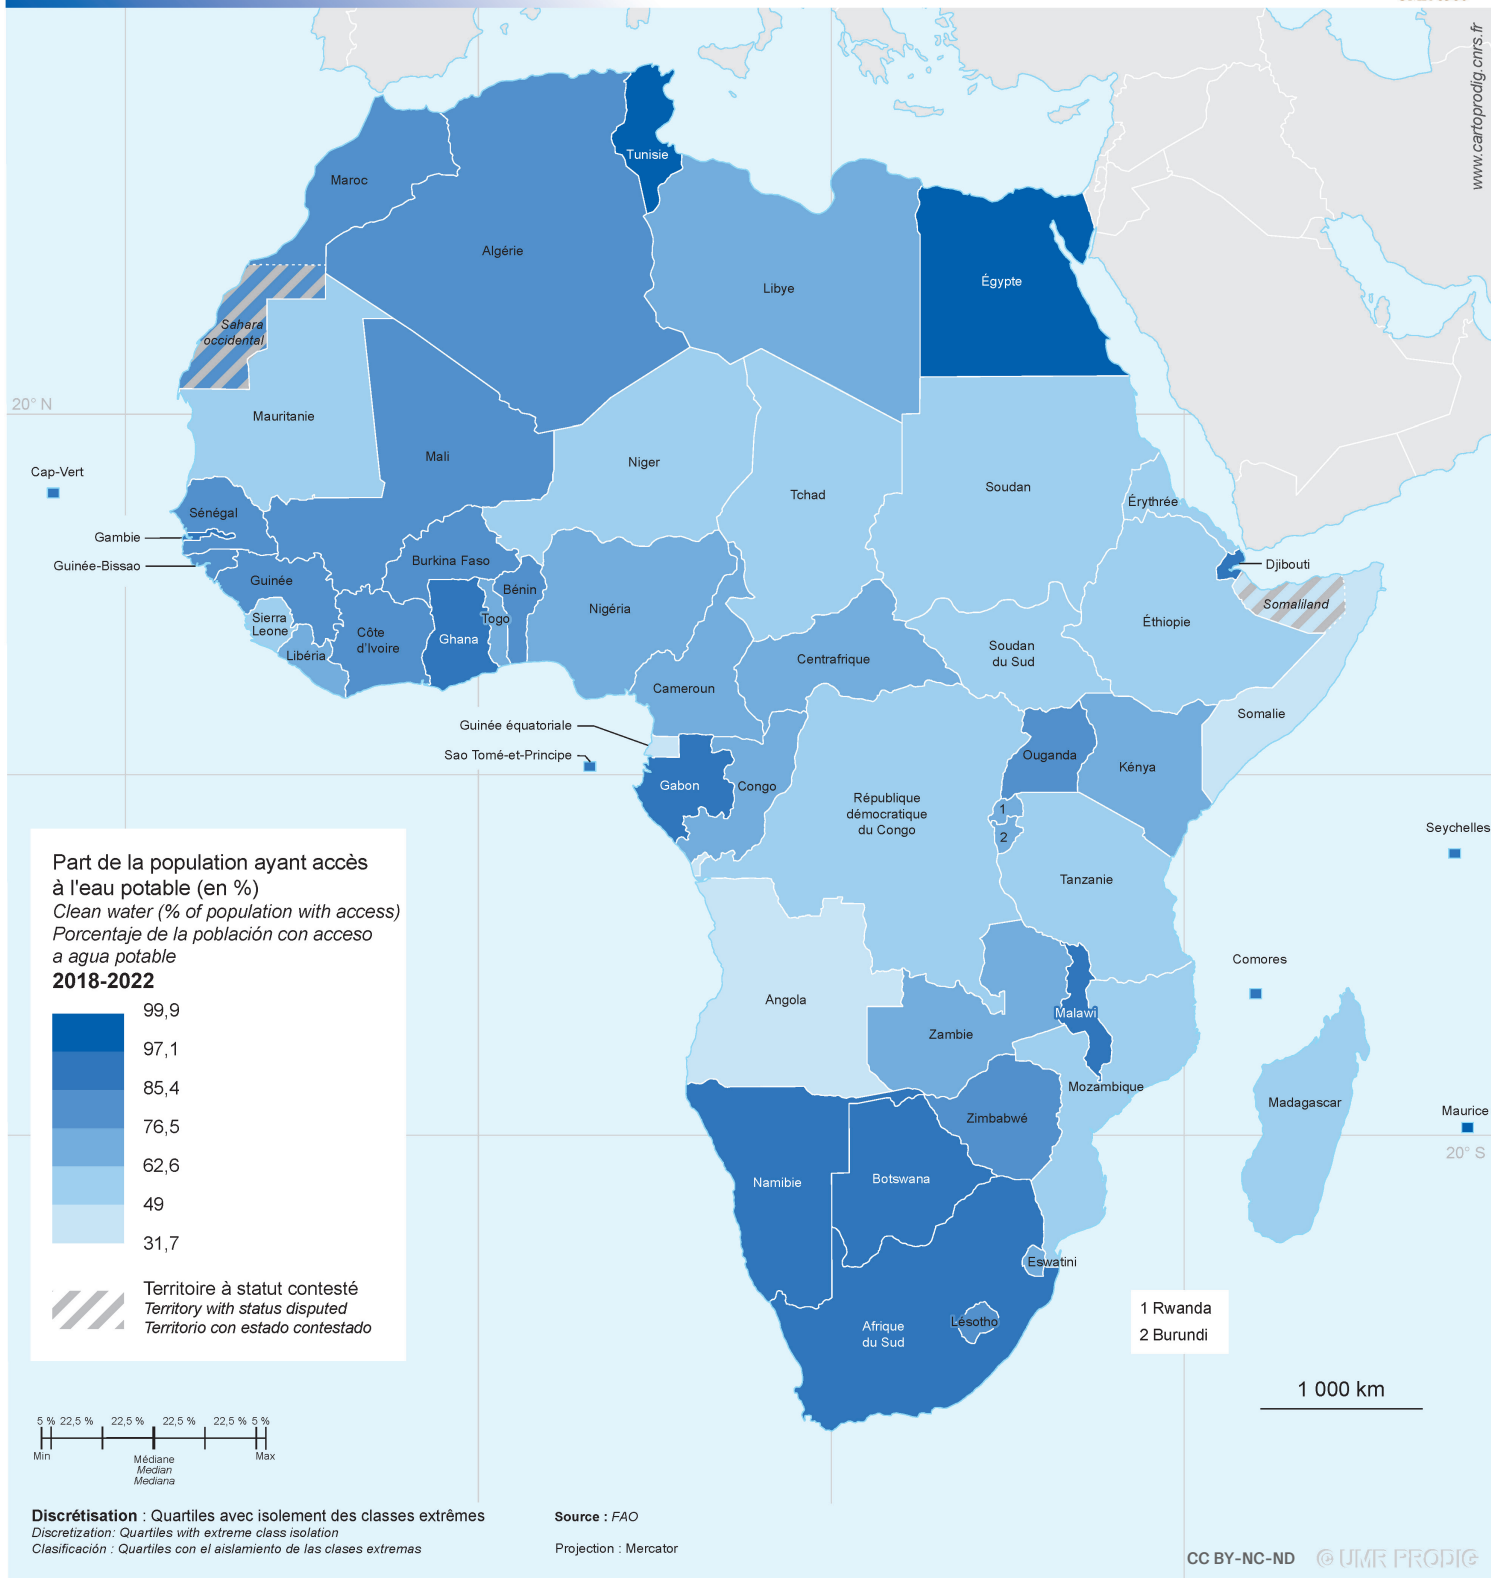 www.cartoprodig.cnrs.fr
Tunisie
Maroc
Algérie
Libye
Égypte
Sahara
occidental
20° N
Mauritanie
Mali
Niger
Tchad
Soudan
Érythrée
Cap-Vert
Sénégal
Gambie
Guinée-Bissao
Guinée
Burkina Faso
Bénin
Togo
Nigéria
Djibouti
Somaliland
Sierra
Leone
Libéria
Côte
d'Ivoire
Ghana
Éthiopie
Centrafrique
Soudan
du Sud
Cameroun
Somalie
Guinée équatoriale
Sao Tomé-et-Principe
Gabon
Congo
Ouganda
Kénya
République
démocratique
du Congo
1
2
Seychelles
Tanzanie
Comores
Angola
Malawi
Zambie
Mozambique
Madagascar
Maurice
20° S
Zimbabwé
Namibie
Botswana
Eswatini
Lésotho
Afrique
du Sud
Part de la population ayant accès
à l'eau potable (en %)
Clean water (% of population with access)
Porcentaje de la población con acceso
a agua potable
2018-2022
99,9
97,1
85,4
76,5
62,6
49
31,7
Territoire à statut contesté
Territory with status disputed
Territorio con estado contestado
1 Rwanda
2 Burundi
1 000 km
5 % 22,5 % 22,5 % 22,5 % 22,5 % 5 %
Min Max
Médiane
Median
Mediana
Discrétisation : Quartiles avec isolement des classes extrêmes
Discretization: Quartiles with extreme class isolation
Clasificación : Quartiles con el aislamiento de las clases extremas
Source : FAO
Projection : Mercator
CC BY-NC-ND © UMR PRODIG